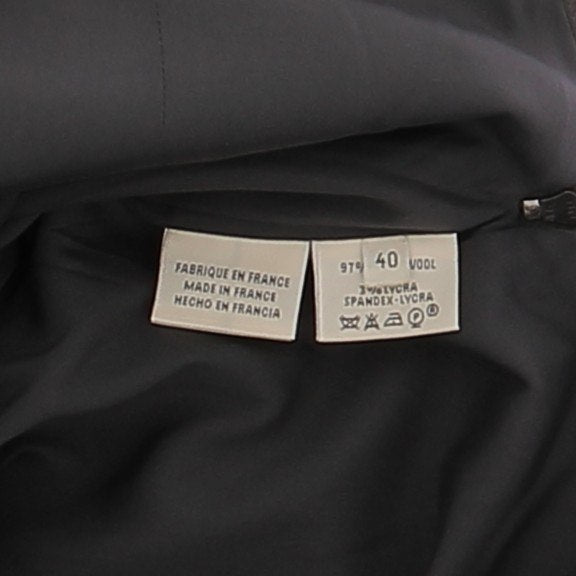 FABRIQUE EN FRANCE
MADE IN FRANCE
HECHO EN FRANCIA
97% 40 WOOL
3% LYCRA
SPANDEX-LYCRA
P ®